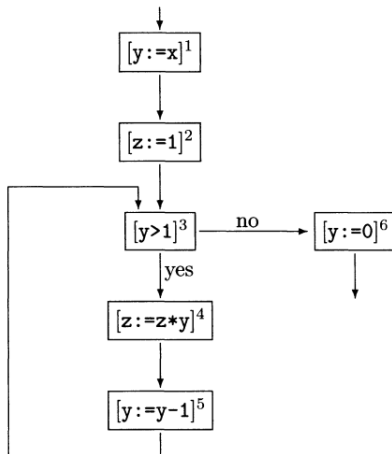 [y:=x]¹
[z:=1]²
[y>1]³ no [y:=0]⁶
yes
[z:=z*y]⁴
[y:=y-1]⁵